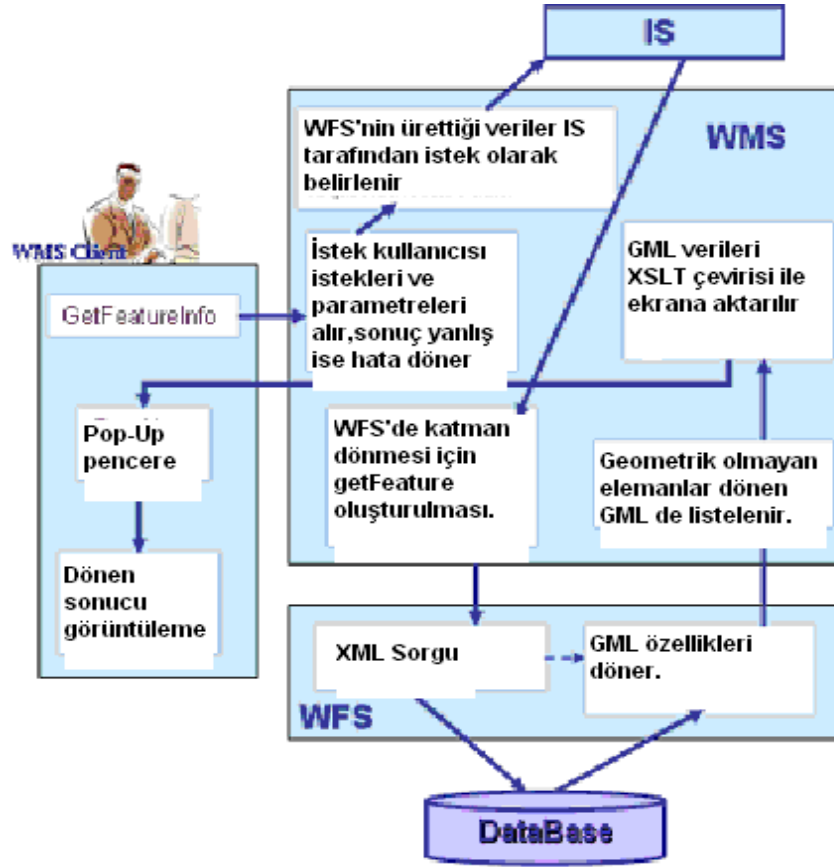 IS
WFS'nin ürettiği veriler IS
tarafından istek olarak
belirlenir
WMS
WMS Client
GetFeatureInfo
İstek kullanıcısı
istekleri ve
parametreleri
alır,sonuç yanlış
ise hata döner
GML verileri
XSLT çevirisi ile
ekrana aktarılır
Pop-Up
pencere
WFS'de katman
dönmesi için
getFeature
oluşturulması.
Geometrik olmayan
elemanlar dönen
GML de listelenir.
Dönen
sonucu
görüntüleme
XML Sorgu
GML özellikleri
döner.
WFS
DataBase